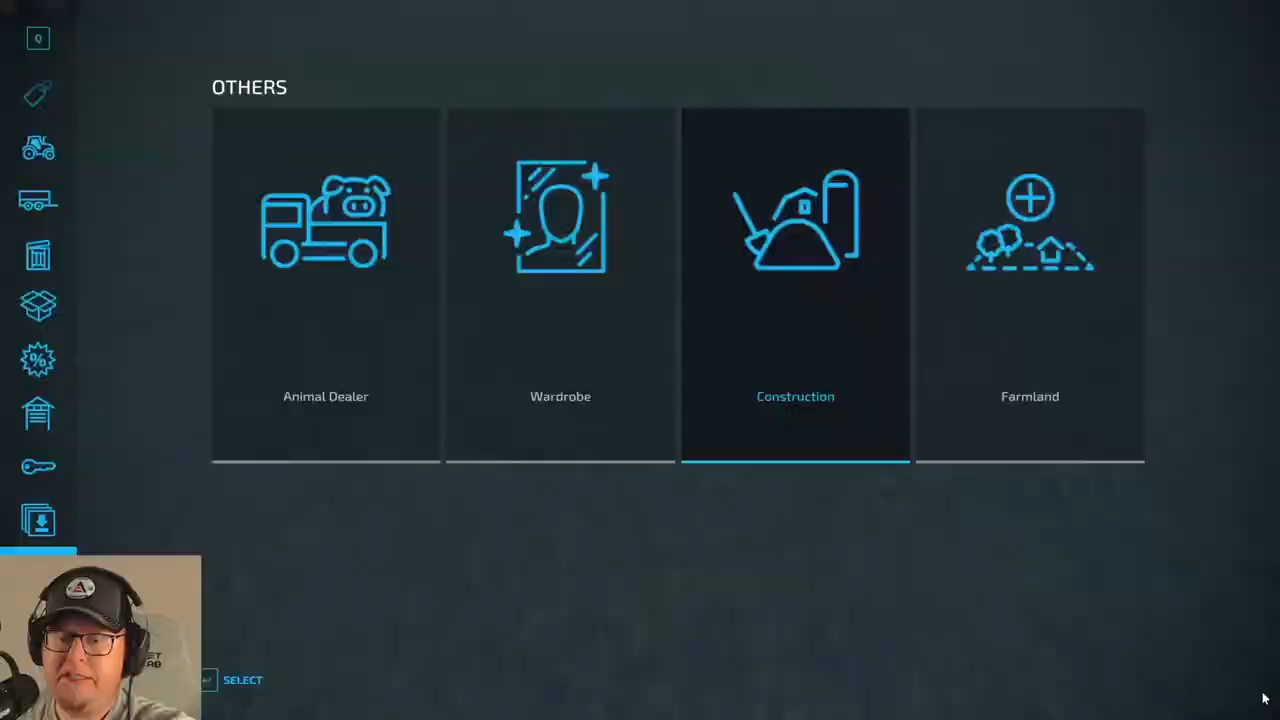 Q
OTHERS
Animal Dealer
Wardrobe
Construction
Farmland
SELECT